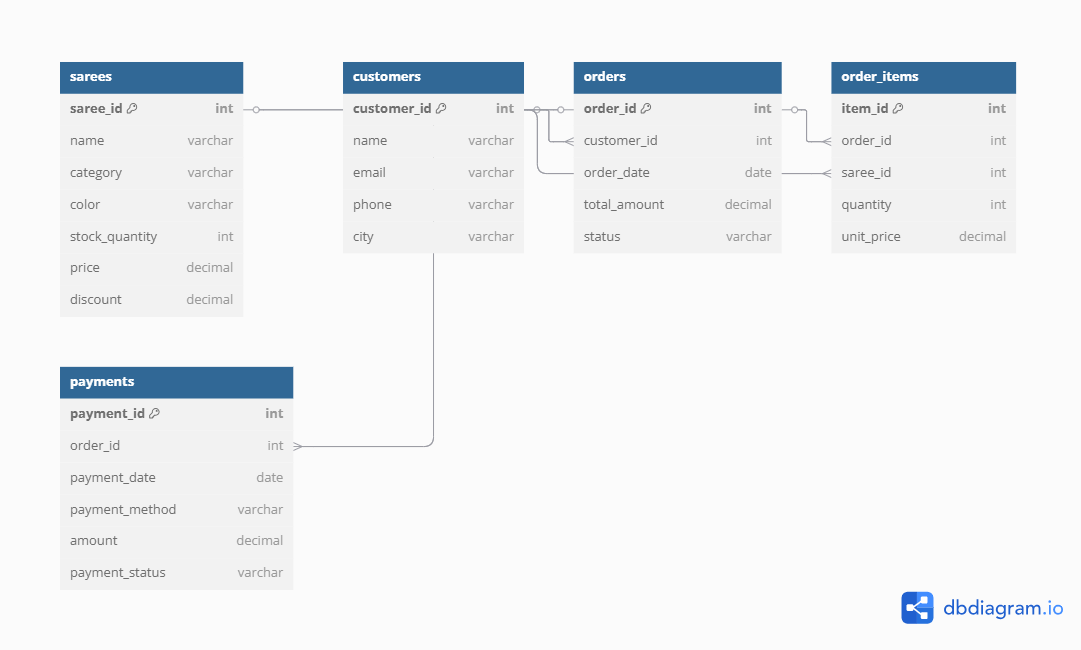 sarees
saree_id int
name varchar
category varchar
color varchar
stock_quantity int
price decimal
discount decimal
customers
customer_id int
name varchar
email varchar
phone varchar
city varchar
orders
order_id int
customer_id int
order_date date
total_amount decimal
status varchar
order_items
item_id int
order_id int
saree_id int
quantity int
unit_price decimal
payments
payment_id int
order_id int
payment_date date
payment_method varchar
amount decimal
payment_status varchar
dbdiagram.io